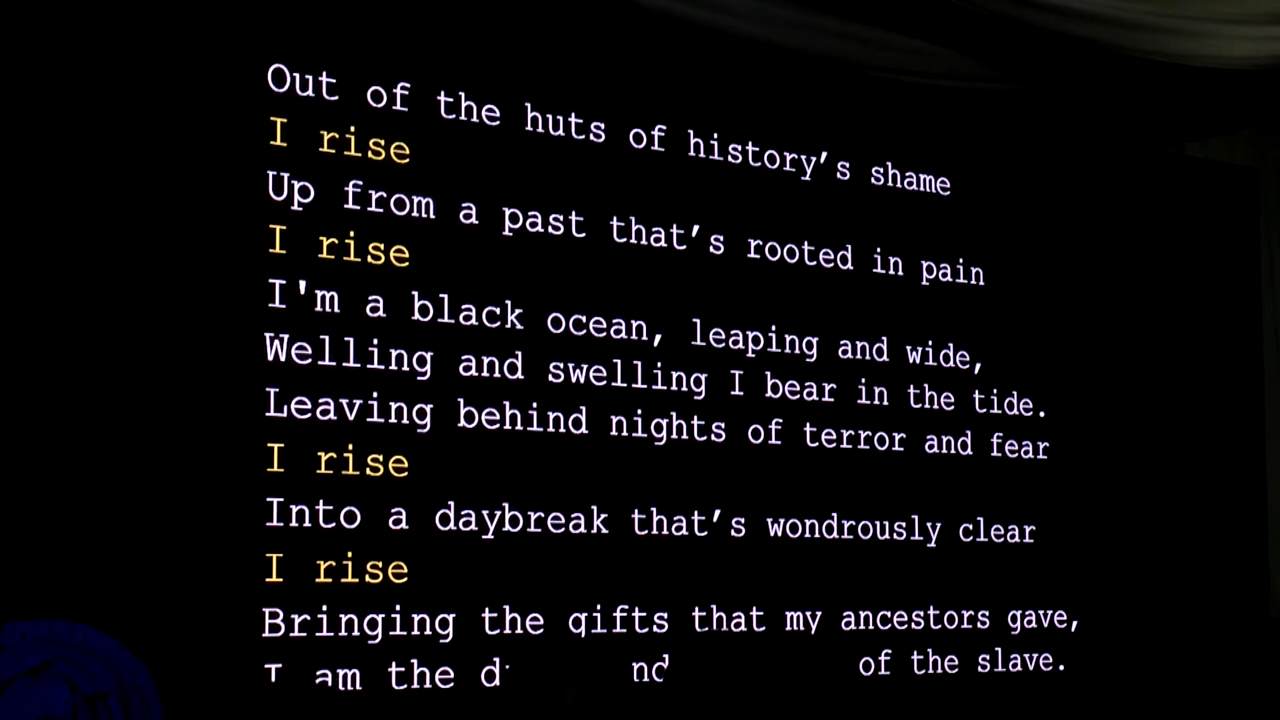 Out of the huts of history’s shame
I rise
Up from a past that’s rooted in pain
I rise
I'm a black ocean, leaping and wide,
Welling and swelling I bear in the tide.
Leaving behind nights of terror and fear
I rise
Into a daybreak that’s wondrously clear
I rise
Bringing the gifts that my ancestors gave,
I am the of the slave.